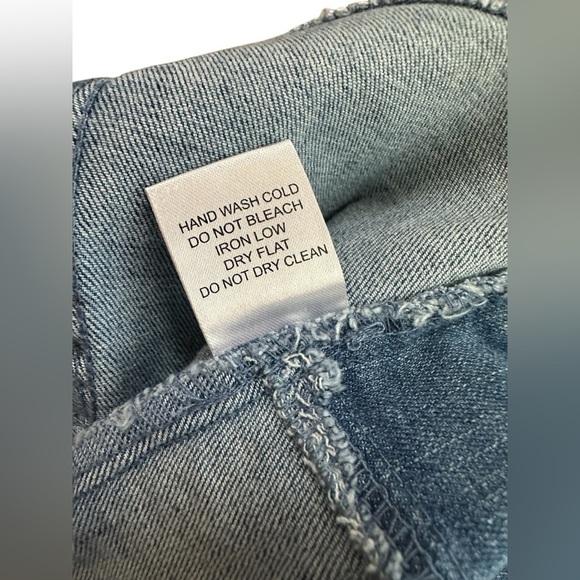 HAND WASH COLD
DO NOT BLEACH
IRON LOW
DRY FLAT
DO NOT DRY CLEAN